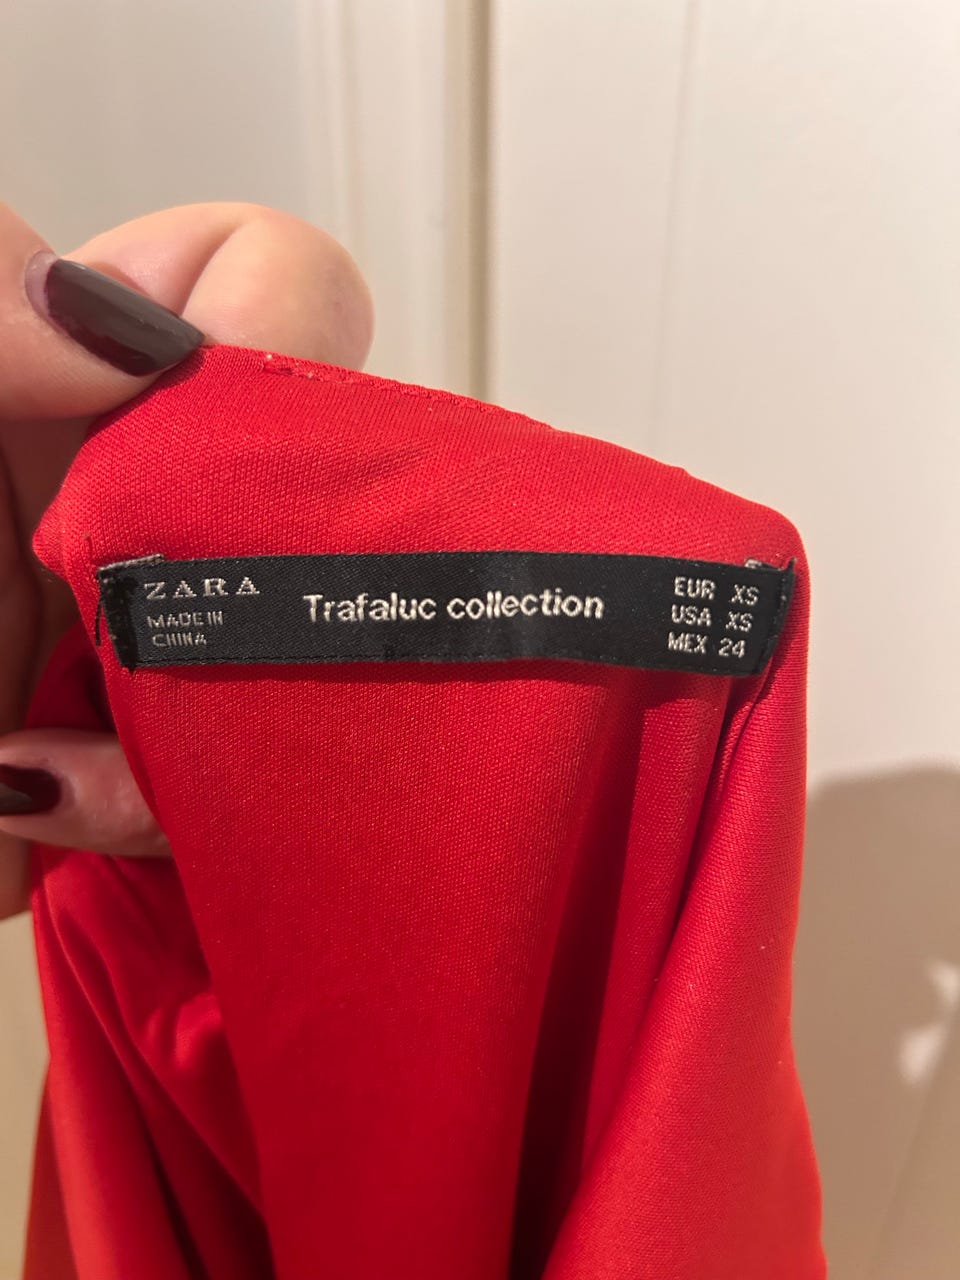 ZARA
MADE IN
CHINA
Trafaluc collection
EUR XS
USA XS
MEX 24